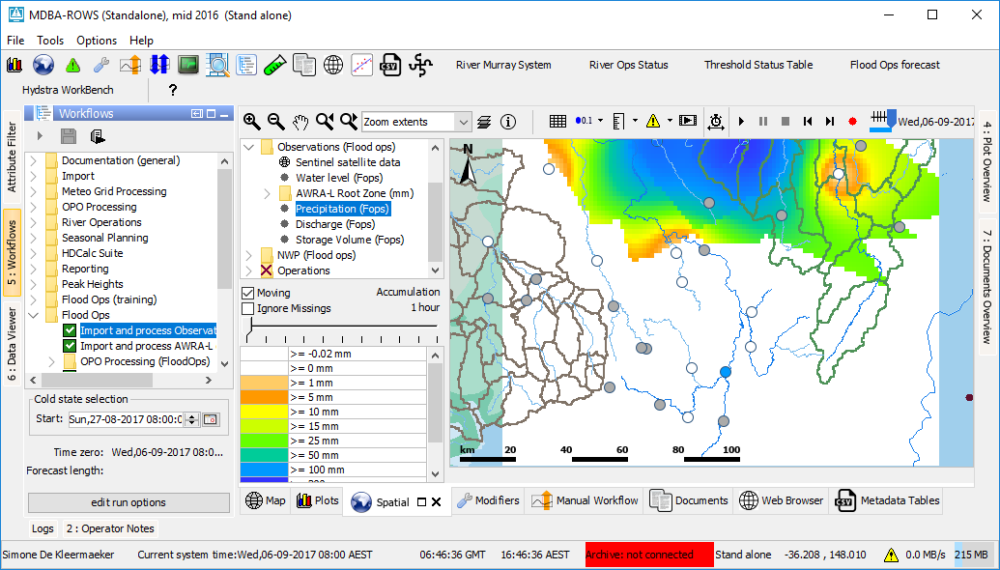 MDBA-ROWS (Standalone), mid 2016 (Stand alone)
File Tools Options Help
River Murray System River Ops Status Threshold Status Table Flood Ops forecast
Hydstra WorkBench ?
Attribute Filter
5 : Workflows
6 : Data Viewer
Workflows
Documentation (general)
Import
Meteo Grid Processing
OPO Processing
River Operations
Seasonal Planning
HDCalc Suite
Reporting
Peak Heights
Flood Ops (training)
Flood Ops
Import and process Observat
Import and process AWRA-L
OPO Processing (FloodOps)
Cold state selection
Start: Sun,27-08-2017 08:00:0
Time zero: Wed,06-09-2017 08:0...
Forecast length:
edit run options
Logs 2 : Operator Notes
Zoom extents 0.1 Wed,06-09-2017
Observations (Flood ops)
Sentinel satellite data
Water level (Fops)
AWRA-L Root Zone (mm)
Precipitation (Fops)
Discharge (Fops)
Storage Volume (Fops)
NWP (Flood ops)
Operations
Moving Accumulation
Ignore Missings 1 hour
>= -0.02 mm
>= 0 mm
>= 1 mm
>= 5 mm
>= 10 mm
>= 15 mm
>= 25 mm
>= 50 mm
>= 100 mm
N
km 20 40 60 80 100
4 : Plot Overview
7 : Documents Overview
Map Plots Spatial Modifiers Manual Workflow Documents Web Browser CSV Metadata Tables
Simone De Kleermaeker Current system time:Wed,06-09-2017 08:00 AEST 06:46:36 GMT 16:46:36 AEST Archive: not connected Stand alone -36.208 , 148.010 0.0 MB/s 215 MB